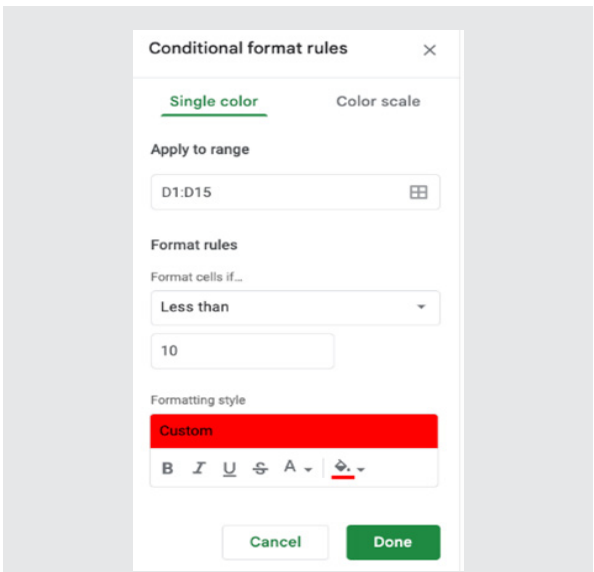 Conditional format rules
Single color Color scale
Apply to range
D1:D15
Format rules
Format cells if…
Less than
10
Formatting style
Custom
B I U S A
Cancel Done